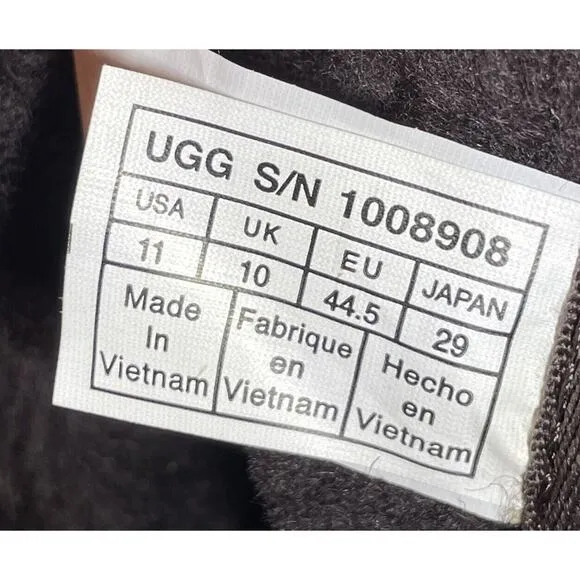 UGG S/N 1008908
USA UK EU JAPAN
11 10 44.5 29
Made In Vietnam
Fabrique en Vietnam
Hecho en Vietnam